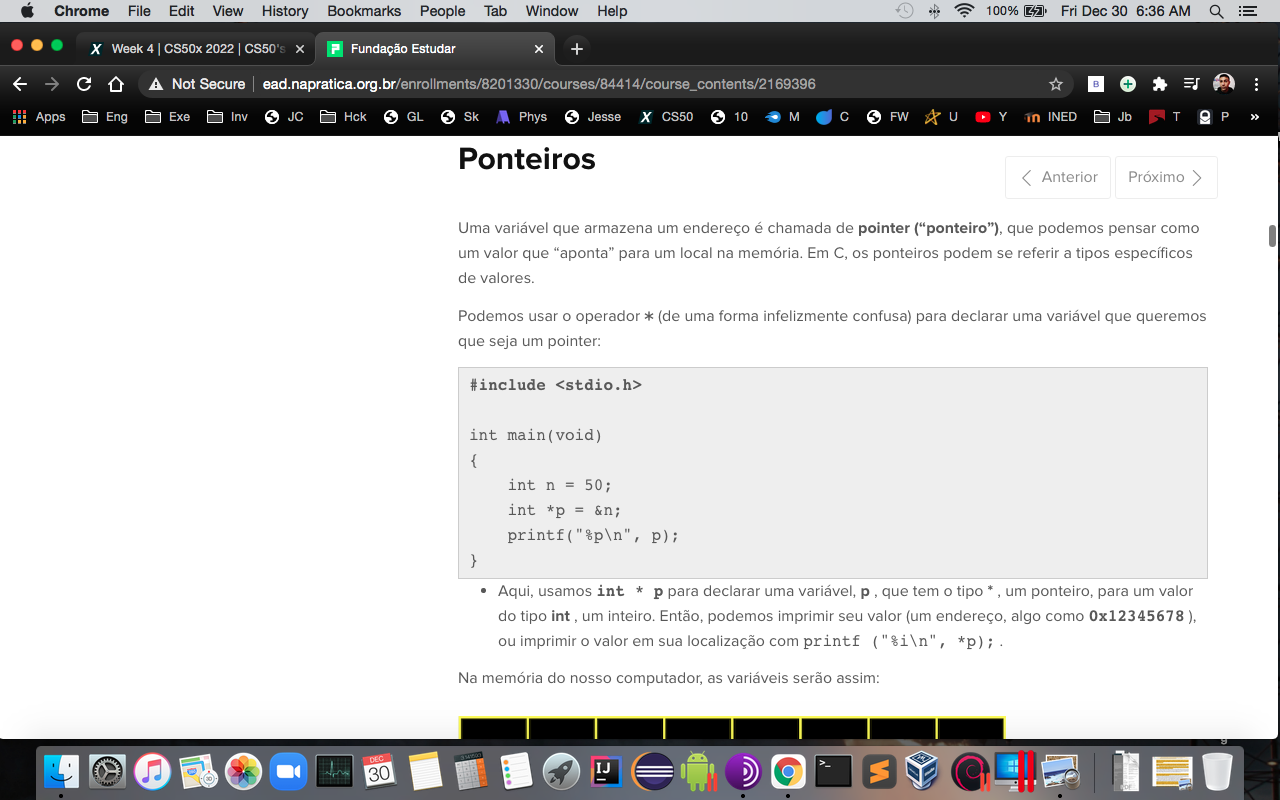 Chrome File Edit View History Bookmarks People Tab Window Help 100% Fri Dec 30 6:36 AM
X Week 4 | CS50x 2022 | CS50's Fundação Estudar
Not Secure ead.napratica.org.br/enrollments/8201330/courses/84414/course_contents/2169396 B
Apps Eng Exe Inv JC Hck GL Sk Phys Jesse X CS50 10 M C FW U Y INED Jb T P »
Ponteiros
Anterior Próximo
Uma variável que armazena um endereço é chamada de pointer (“ponteiro”), que podemos pensar como
um valor que “aponta” para um local na memória. Em C, os ponteiros podem se referir a tipos específicos
de valores.
Podemos usar o operador * (de uma forma infelizmente confusa) para declarar uma variável que queremos
que seja um pointer:
#include <stdio.h>
int main(void)
{
    int n = 50;
    int *p = &n;
    printf("%p\n", p);
}
• Aqui, usamos int * p para declarar uma variável, p , que tem o tipo * , um ponteiro, para um valor
do tipo int , um inteiro. Então, podemos imprimir seu valor (um endereço, algo como 0x12345678 ),
ou imprimir o valor em sua localização com printf ("%i\n", *p); .
Na memória do nosso computador, as variáveis serão assim:
DEC
30
IJ
PDF